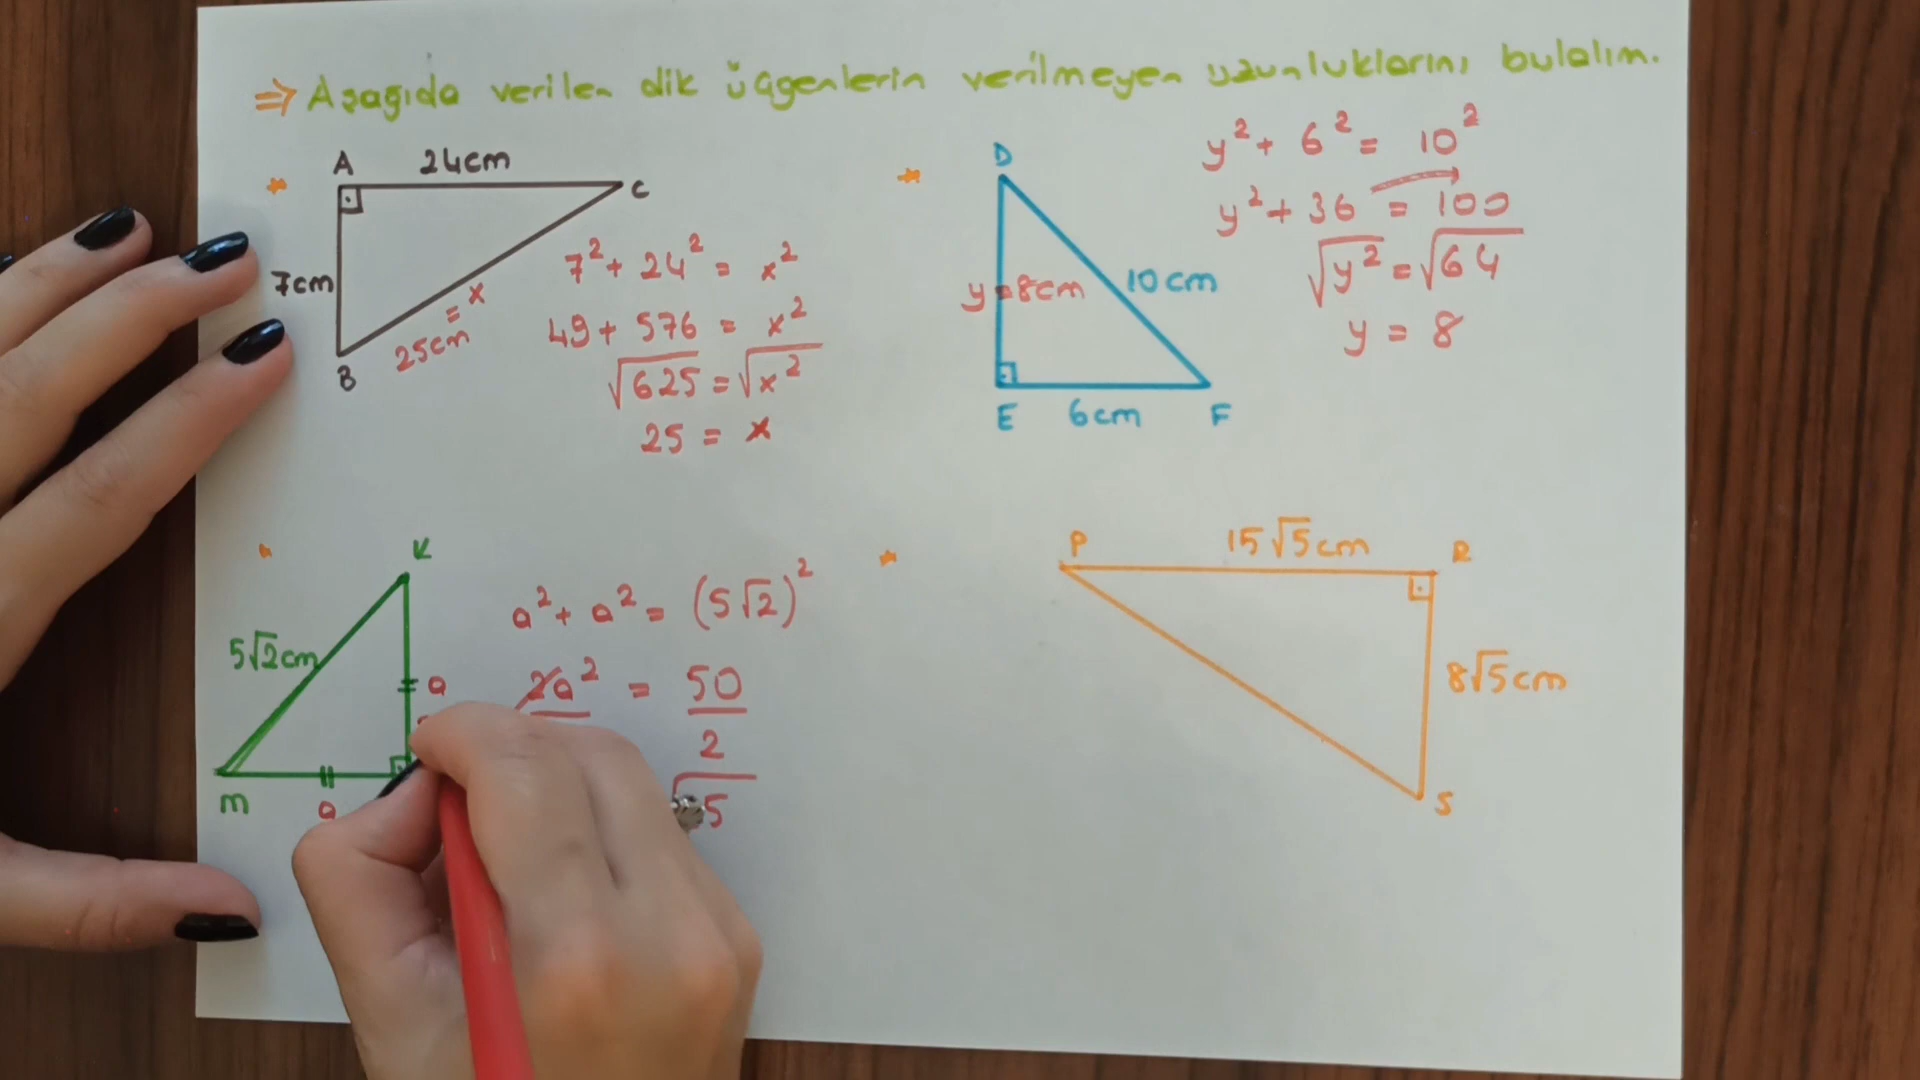 ⇒ Aşağıda verilen dik üçgenlerin verilmeyen uzunluklarını bulalım.
A 24cm C
7cm
B
25cm = x
7² + 24² = x²
49 + 576 = x²
√625 = √x²
25 = x
D
y = 8cm
10cm
E 6cm F
y² + 6² = 10²
y² + 36 = 100
√y² = √64
y = 8
K
5√2cm
a
M
a
a² + a² = (5√2)²
2a² = 50
2
5
P 15√5cm R
8√5cm
S